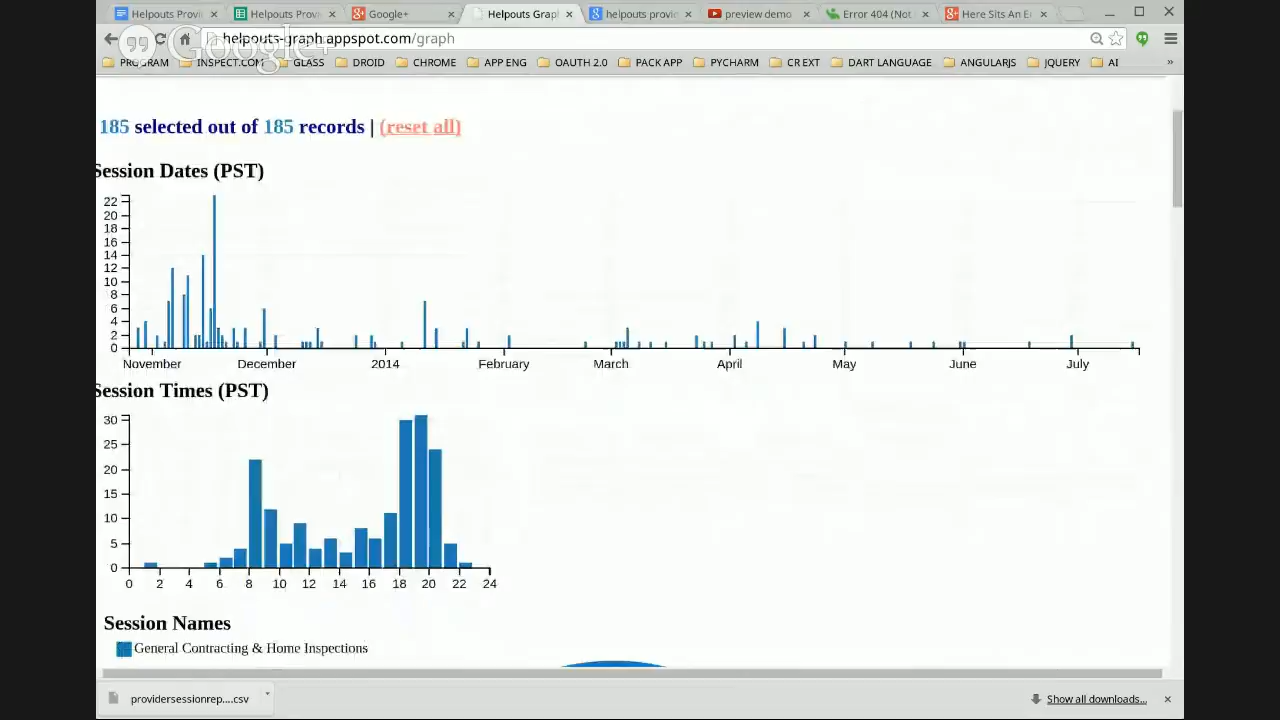 Helpouts Provi
Helpouts Prov
Google+
Helpouts Grap
helpouts provi
preview demo
Error 404 (Not
Here Sits An E
Google+
helpouts-graph.appspot.com/graph
PROGRAM INSPECT.COM GLASS DROID CHROME APP ENG OAUTH 2.0 PACK APP PYCHARM CR EXT DART LANGUAGE ANGULARJS JQUERY AI »
185 selected out of 185 records | (reset all)
Session Dates (PST)
22
20
18
16
14
12
10
8
6
4
2
0
November December 2014 February March April May June July
Session Times (PST)
30
25
20
15
10
5
0
0 2 4 6 8 10 12 14 16 18 20 22 24
Session Names
General Contracting & Home Inspections
providersessionrep....csv
Show all downloads...